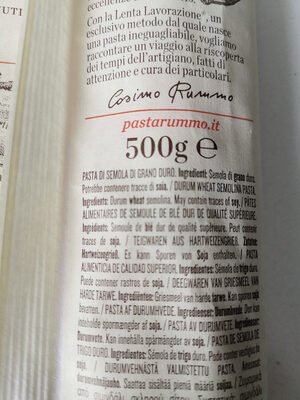 UTI
Con la Lenta Lavorazione®, un
esclusivo metodo dal quale nasce
una pasta ineguagliabile, vogliamo
raccontare un viaggio alla riscoperta
dei tempi dell'artigiano, fatti di
attenzione e cura dei particolari.
Cosimo Rummo
pastarummo.it
500g e
PASTA DI SEMOLA DI GRANO DURO. Ingredienti: Semola di grano duro.
Potrebbe contenere tracce di soia. / DURUM WHEAT SEMOLINA PASTA.
Ingredients: Durum wheat semolina. May contain traces of soy. / PÂTES
ALIMENTAIRES DE SEMOULE DE BLÉ DUR DE QUALITÉ SUPÉRIEURE.
Ingrédients: Semoule de blé dur de qualité supérieure. Peut contenir
traces de soja. / TEIGWAREN AUS HARTWEIZENGRIEß. Zutaten:
Hartweizengrieß. Es kann Sporen von Soja enthalten. / PASTA
ALIMENTICIA DE CALIDAD SUPERIOR. Ingredientes: Semola de trigo duro.
Puede contener rastros de soja. / DEEGWAREN VAN GRIESMEEL VAN
HARDE TARWE. Ingrediënten: Griesmeel van harde tarwe. Kan sporen soja
bevatten. / PASTA AF DURUMHVEDE. Ingredienser: Durumhvede. Den kan
indeholde spormængder af soja. / PASTA AV DURUMVETE. Ingredienser:
Durumvete. Kan innehålla spårmängder av soja. / PASTA DE SEMOLA DE
TRIGO DURO. Ingredientes: Sêmola de trigo duro. Pode conter vestígios de
soja. / DURUMVEHNÄSTÄ VALMISTETTU PASTA. Ainesosat:
durumvehnäjauho. Saattaa sisältää pieniä määriä soijaa.